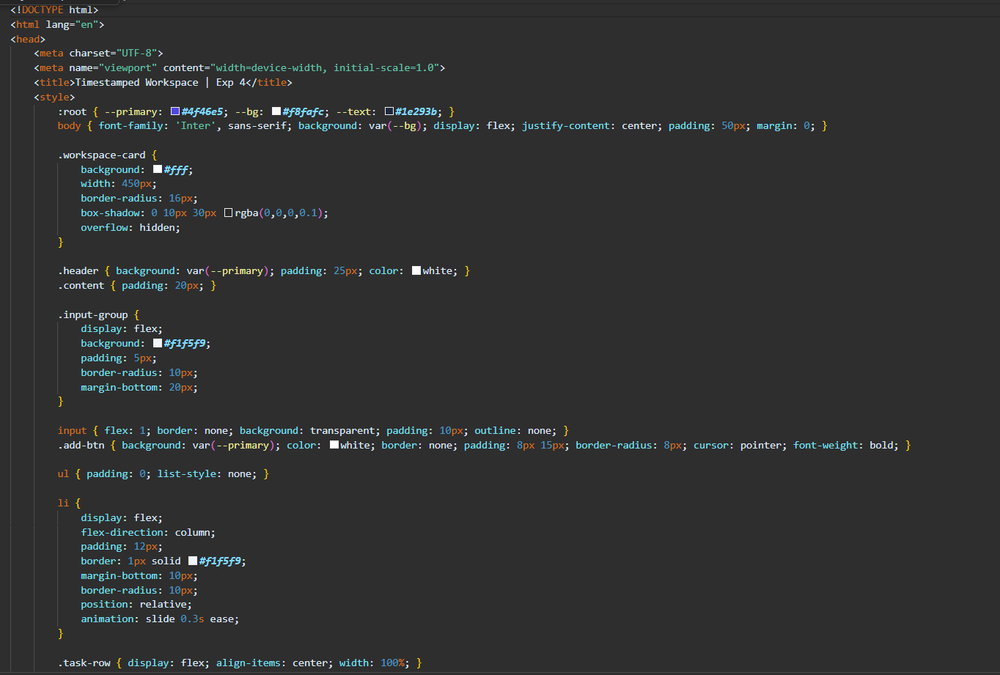 <!DOCTYPE html>
<html lang="en">
<head>
    <meta charset="UTF-8">
    <meta name="viewport" content="width=device-width, initial-scale=1.0">
    <title>Timestamped Workspace | Exp 4</title>
    <style>
        :root { --primary: #4f46e5; --bg: #f8fafc; --text: #1e293b; }
        body { font-family: 'Inter', sans-serif; background: var(--bg); display: flex; justify-content: center; padding: 50px; margin: 0; }

        .workspace-card {
            background: #fff;
            width: 450px;
            border-radius: 16px;
            box-shadow: 0 10px 30px rgba(0,0,0,0.1);
            overflow: hidden;
        }

        .header { background: var(--primary); padding: 25px; color: white; }
        .content { padding: 20px; }

        .input-group {
            display: flex;
            background: #f1f5f9;
            padding: 5px;
            border-radius: 10px;
            margin-bottom: 20px;
        }

        input { flex: 1; border: none; background: transparent; padding: 10px; outline: none; }
        .add-btn { background: var(--primary); color: white; border: none; padding: 8px 15px; border-radius: 8px; cursor: pointer; font-weight: bold; }

        ul { padding: 0; list-style: none; }

        li {
            display: flex;
            flex-direction: column;
            padding: 12px;
            border: 1px solid #f1f5f9;
            margin-bottom: 10px;
            border-radius: 10px;
            position: relative;
            animation: slide 0.3s ease;
        }

        .task-row { display: flex; align-items: center; width: 100%; }